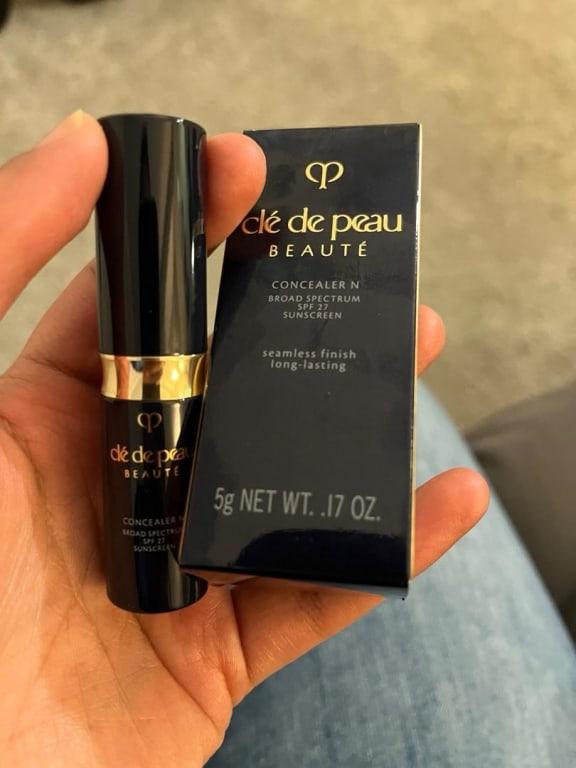 clé de peau
BEAUTÉ
CONCEALER N
BROAD SPECTRUM
SPF 27
SUNSCREEN
seamless finish
long-lasting
5g NET WT. .17 OZ.
clé de peau
BEAUTÉ
CONCEALER N
BROAD SPECTRUM
SPF 27
SUNSCREEN